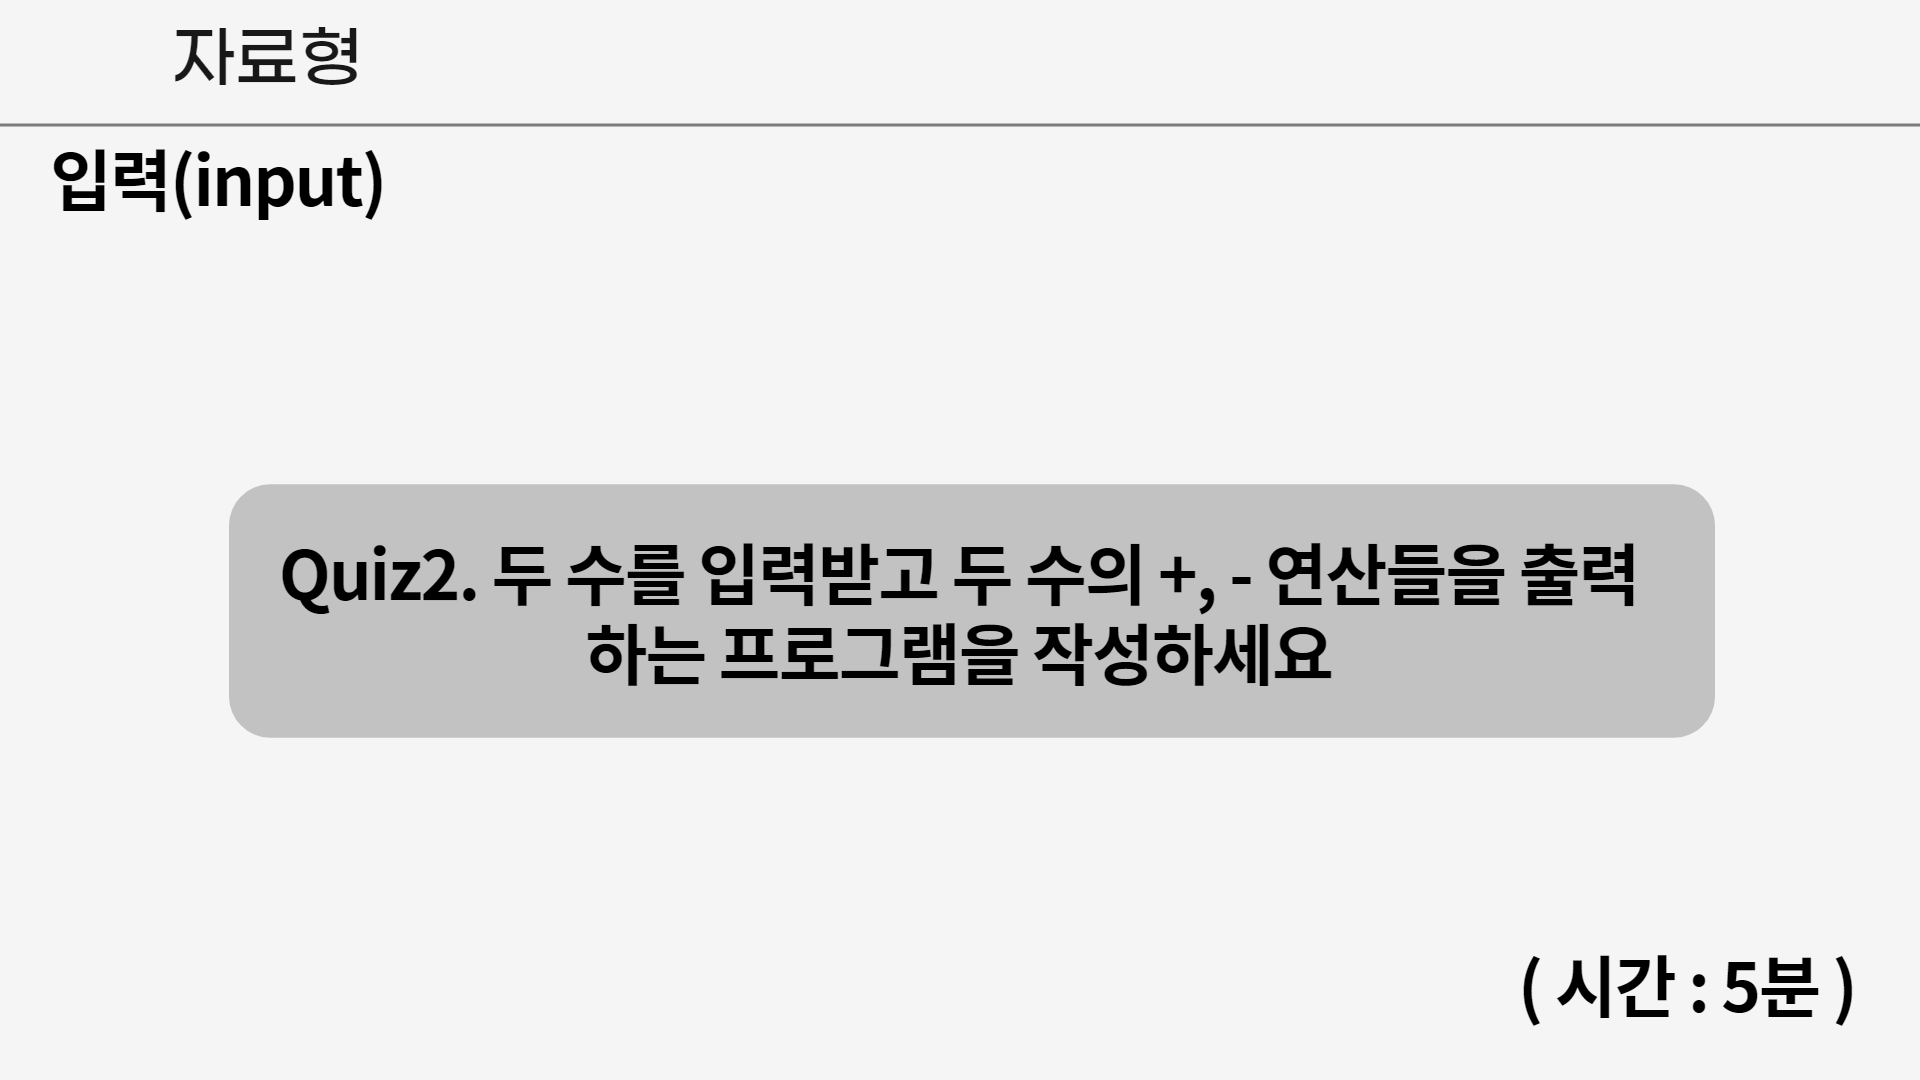 자료형
입력(input)
Quiz2. 두 수를 입력받고 두 수의 +, - 연산들을 출력
하는 프로그램을 작성하세요
( 시간 : 5분 )